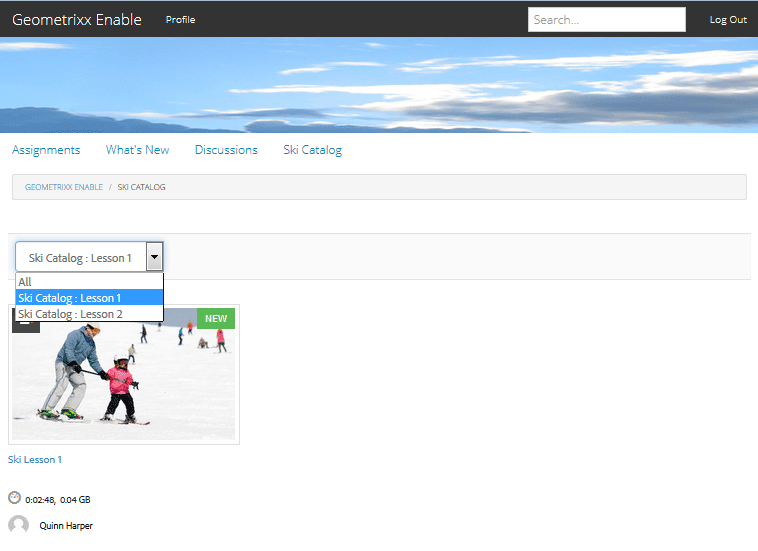 Geometrixx Enable Profile Search... Log Out
Assignments What's New Discussions Ski Catalog
GEOMETRIXX ENABLE / SKI CATALOG
Ski Catalog : Lesson 1
All
Ski Catalog : Lesson 1
Ski Catalog : Lesson 2
NEW
Ski Lesson 1
0:02:48, 0.04 GB
Quinn Harper